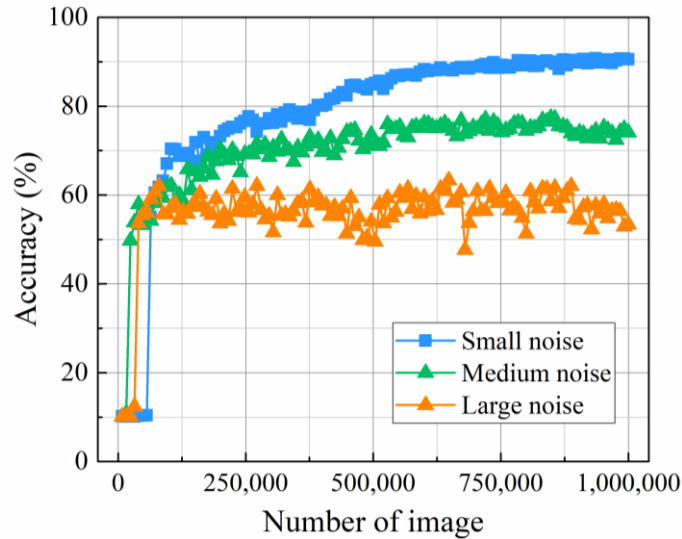 Accuracy (%)
100
80
60
40
20
0
Small noise
Medium noise
Large noise
0
250,000
500,000
750,000
1,000,000
Number of image